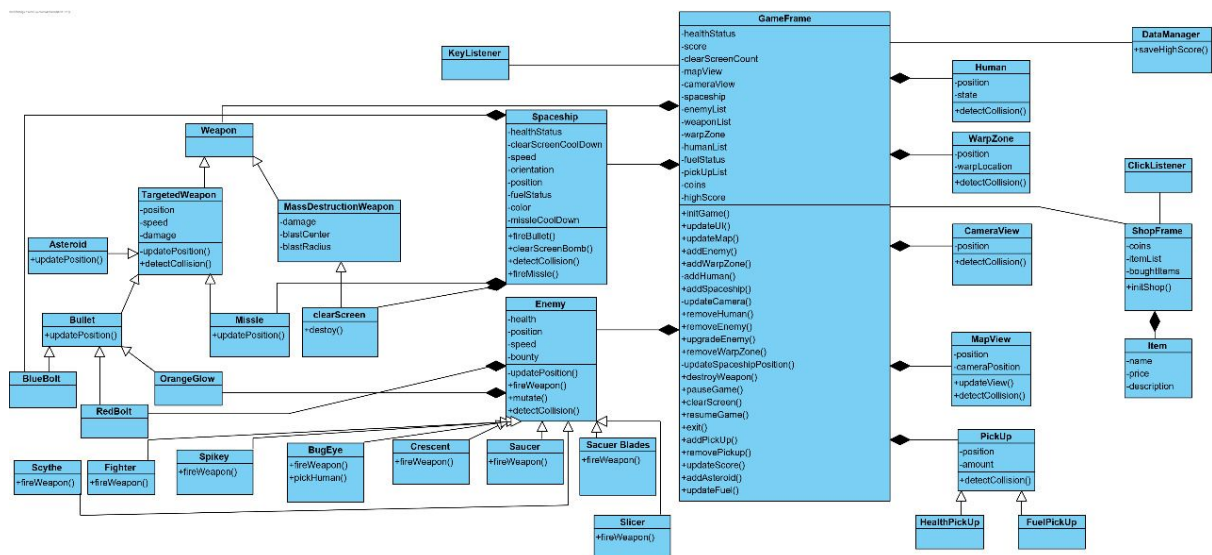 GameFrame
-healthStatus
-score
-clearScreenCount
-mapView
-cameraView
-spaceship
-enemyList
-weaponList
-warpZone
-humanList
-fuelStatus
-pickUpList
-coins
-highScore
+initGame()
+updateUI()
+updateMap()
+addEnemy()
+addWarpZone()
-addHuman()
+addSpaceship()
-updateCamera()
+removeHuman()
+removeEnemy()
+upgradeEnemy()
+removeWarpZone()
-updateSpaceshipPosition()
+destroyWeapon()
+pauseGame()
+clearScreen()
+resumeGame()
+exit()
+addPickUp()
+removePickup()
+updateScore()
+addAsteroid()
+updateFuel()
KeyListener
DataManager
+saveHighScore()
Human
-position
-state
+detectCollision()
WarpZone
-position
-warpLocation
+detectCollision()
ClickListener
CameraView
-position
+detectCollision()
ShopFrame
-coins
-itemList
-boughtItems
+initShop()
MapView
-position
-cameraPosition
+updateView()
+detectCollision()
Item
-name
-price
-description
PickUp
-position
-amount
+detectCollision()
HealthPickUp
FuelPickUp
Weapon
Spaceship
-healthStatus
-clearScreenCoolDown
-speed
-orientation
-position
-fuelStatus
-color
-missleCoolDown
+fireBullet()
+clearScreenBomb()
+detectCollision()
+fireMissle()
TargetedWeapon
-position
-speed
-damage
-updatePosition()
+detectCollision()
MassDestructionWeapon
-damage
-blastCenter
-blastRadius
Asteroid
+updatePosition()
Bullet
+updatePosition()
Missle
+updatePosition()
clearScreen
+destoy()
Enemy
-health
-position
-speed
-bounty
-updatePosition()
+fireWeapon()
+mutate()
+detectCollision()
BlueBolt
RedBolt
OrangeGlow
Scythe
+fireWeapon()
Fighter
+fireWeapon()
Spikey
+fireWeapon()
BugEye
+fireWeapon()
+pickHuman()
Crescent
+fireWeapon()
Saucer
+fireWeapon()
Sacuer Blades
+fireWeapon()
Slicer
+fireWeapon()